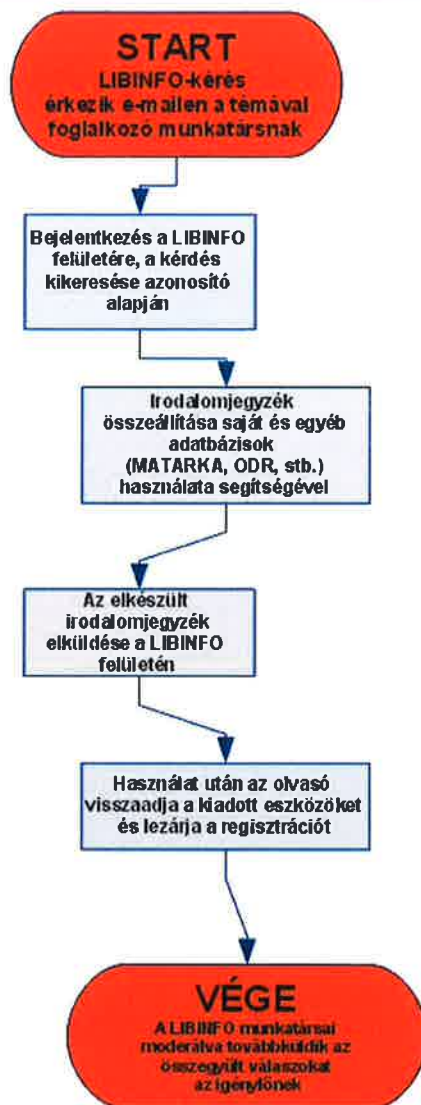 START
LIBINFO-kérés
érkezik e-mailen a témával
foglalkozó munkatársnak
Bejelentkezés a LIBINFO
felületére, a kérdés
kikeresése azonosító
alapján
Irodalomjegyzék
összeállítása saját és egyéb
adatbázisok
(MATARKA, ODR, stb.)
használata segítségével
Az elkészült
irodalomjegyzék
elküldése a LIBINFO
felületén
Használat után az olvasó
visszaadja a kiadott eszközöket
és lezárja a regisztrációt
VÉGE
A LIBINFO munkatársai
moderálva továbbküldik az
összegyűlt válaszokat
az igénylőnek